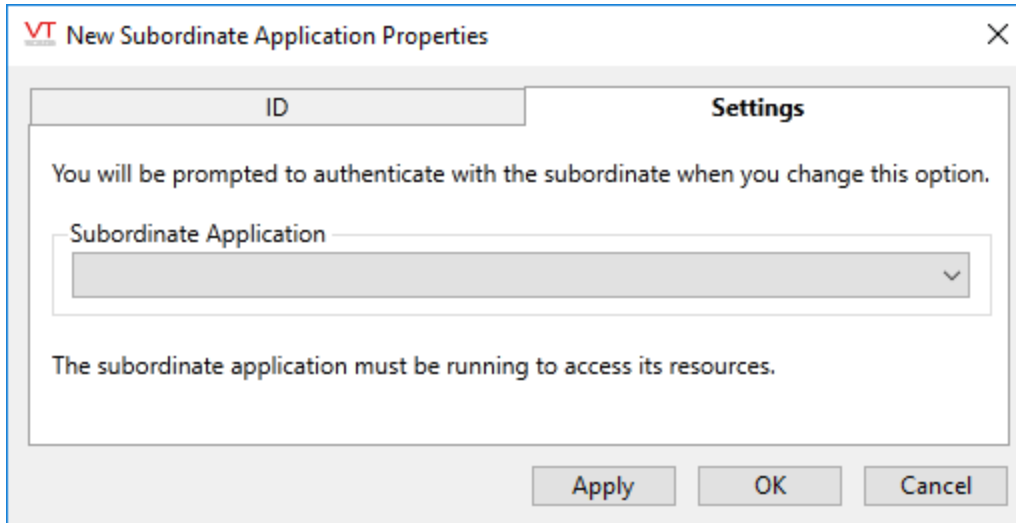 VT New Subordinate Application Properties
ID Settings
You will be prompted to authenticate with the subordinate when you change this option.
Subordinate Application
The subordinate application must be running to access its resources.
Apply OK Cancel